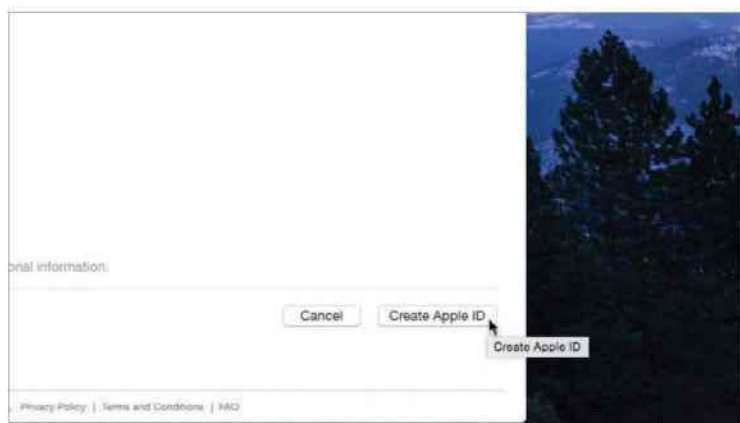 onal information.
Cancel Create Apple ID
Create Apple ID
. Privacy Policy | Terms and Conditions | FAQ